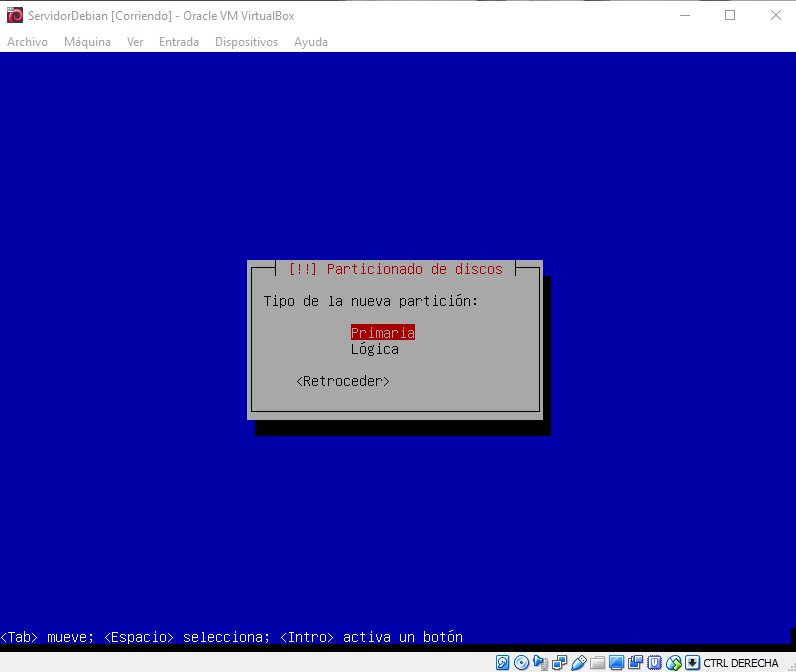 ServidorDebian [Corriendo] - Oracle VM VirtualBox
Archivo Máquina Ver Entrada Dispositivos Ayuda
[!!] Particionado de discos
Tipo de la nueva partición:
Primaria
Lógica
<Retroceder>
<Tab> mueve; <Espacio> selecciona; <Intro> activa un botón
CTRL DERECHA